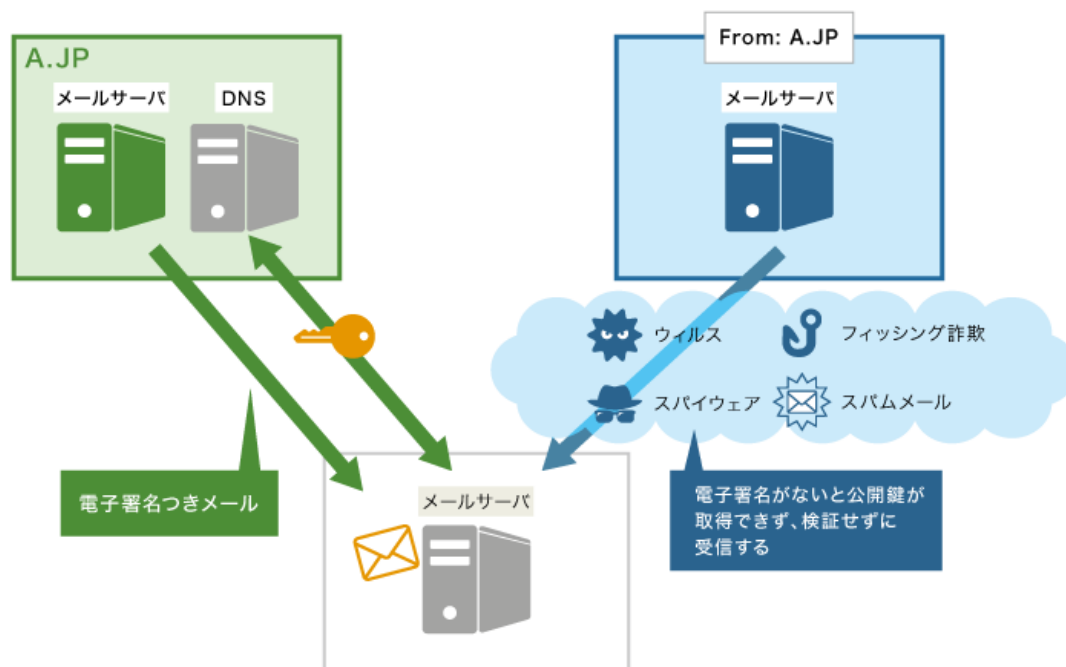 A.JP
メールサーバ
DNS
From: A.JP
メールサーバ
ウィルス
フィッシング詐欺
スパイウェア
スパムメール
電子署名つきメール
メールサーバ
電子署名がないと公開鍵が
取得できず、検証せずに
受信する